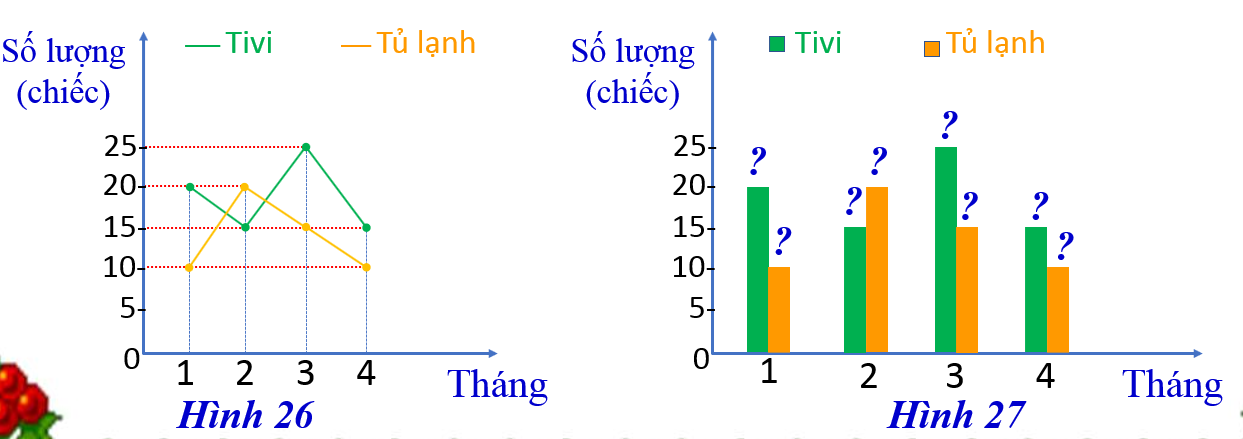 Số lượng
(chiếc)
Tivi
Tủ lạnh
25
20
15
10
5
0
1 2 3 4
Tháng
Hình 26
Số lượng
(chiếc)
Tivi
Tủ lạnh
25
20
15
10
5
0
? ? ? ? ? ? ? ?
1 2 3 4
Tháng
Hình 27